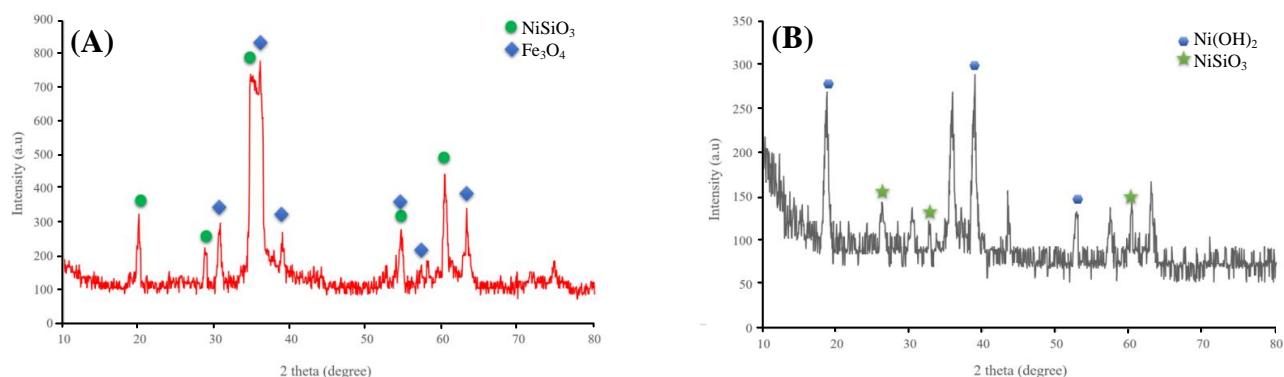 (A)
NiSiO₃
Fe₃O₄
Intensity (a.u)
900
800
700
600
500
400
300
200
100
0
10 20 30 40 50 60 70 80
2 theta (degree)
(B)
Ni(OH)₂
NiSiO₃
Intensity (a.u)
350
300
250
200
150
100
50
0
10 20 30 40 50 60 70 80
2 theta (degree)